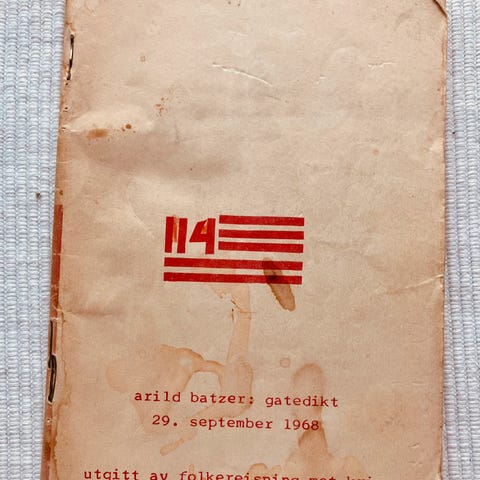 114
arild batzer: gatedikt
29. september 1968
utgitt av folkereisning mot